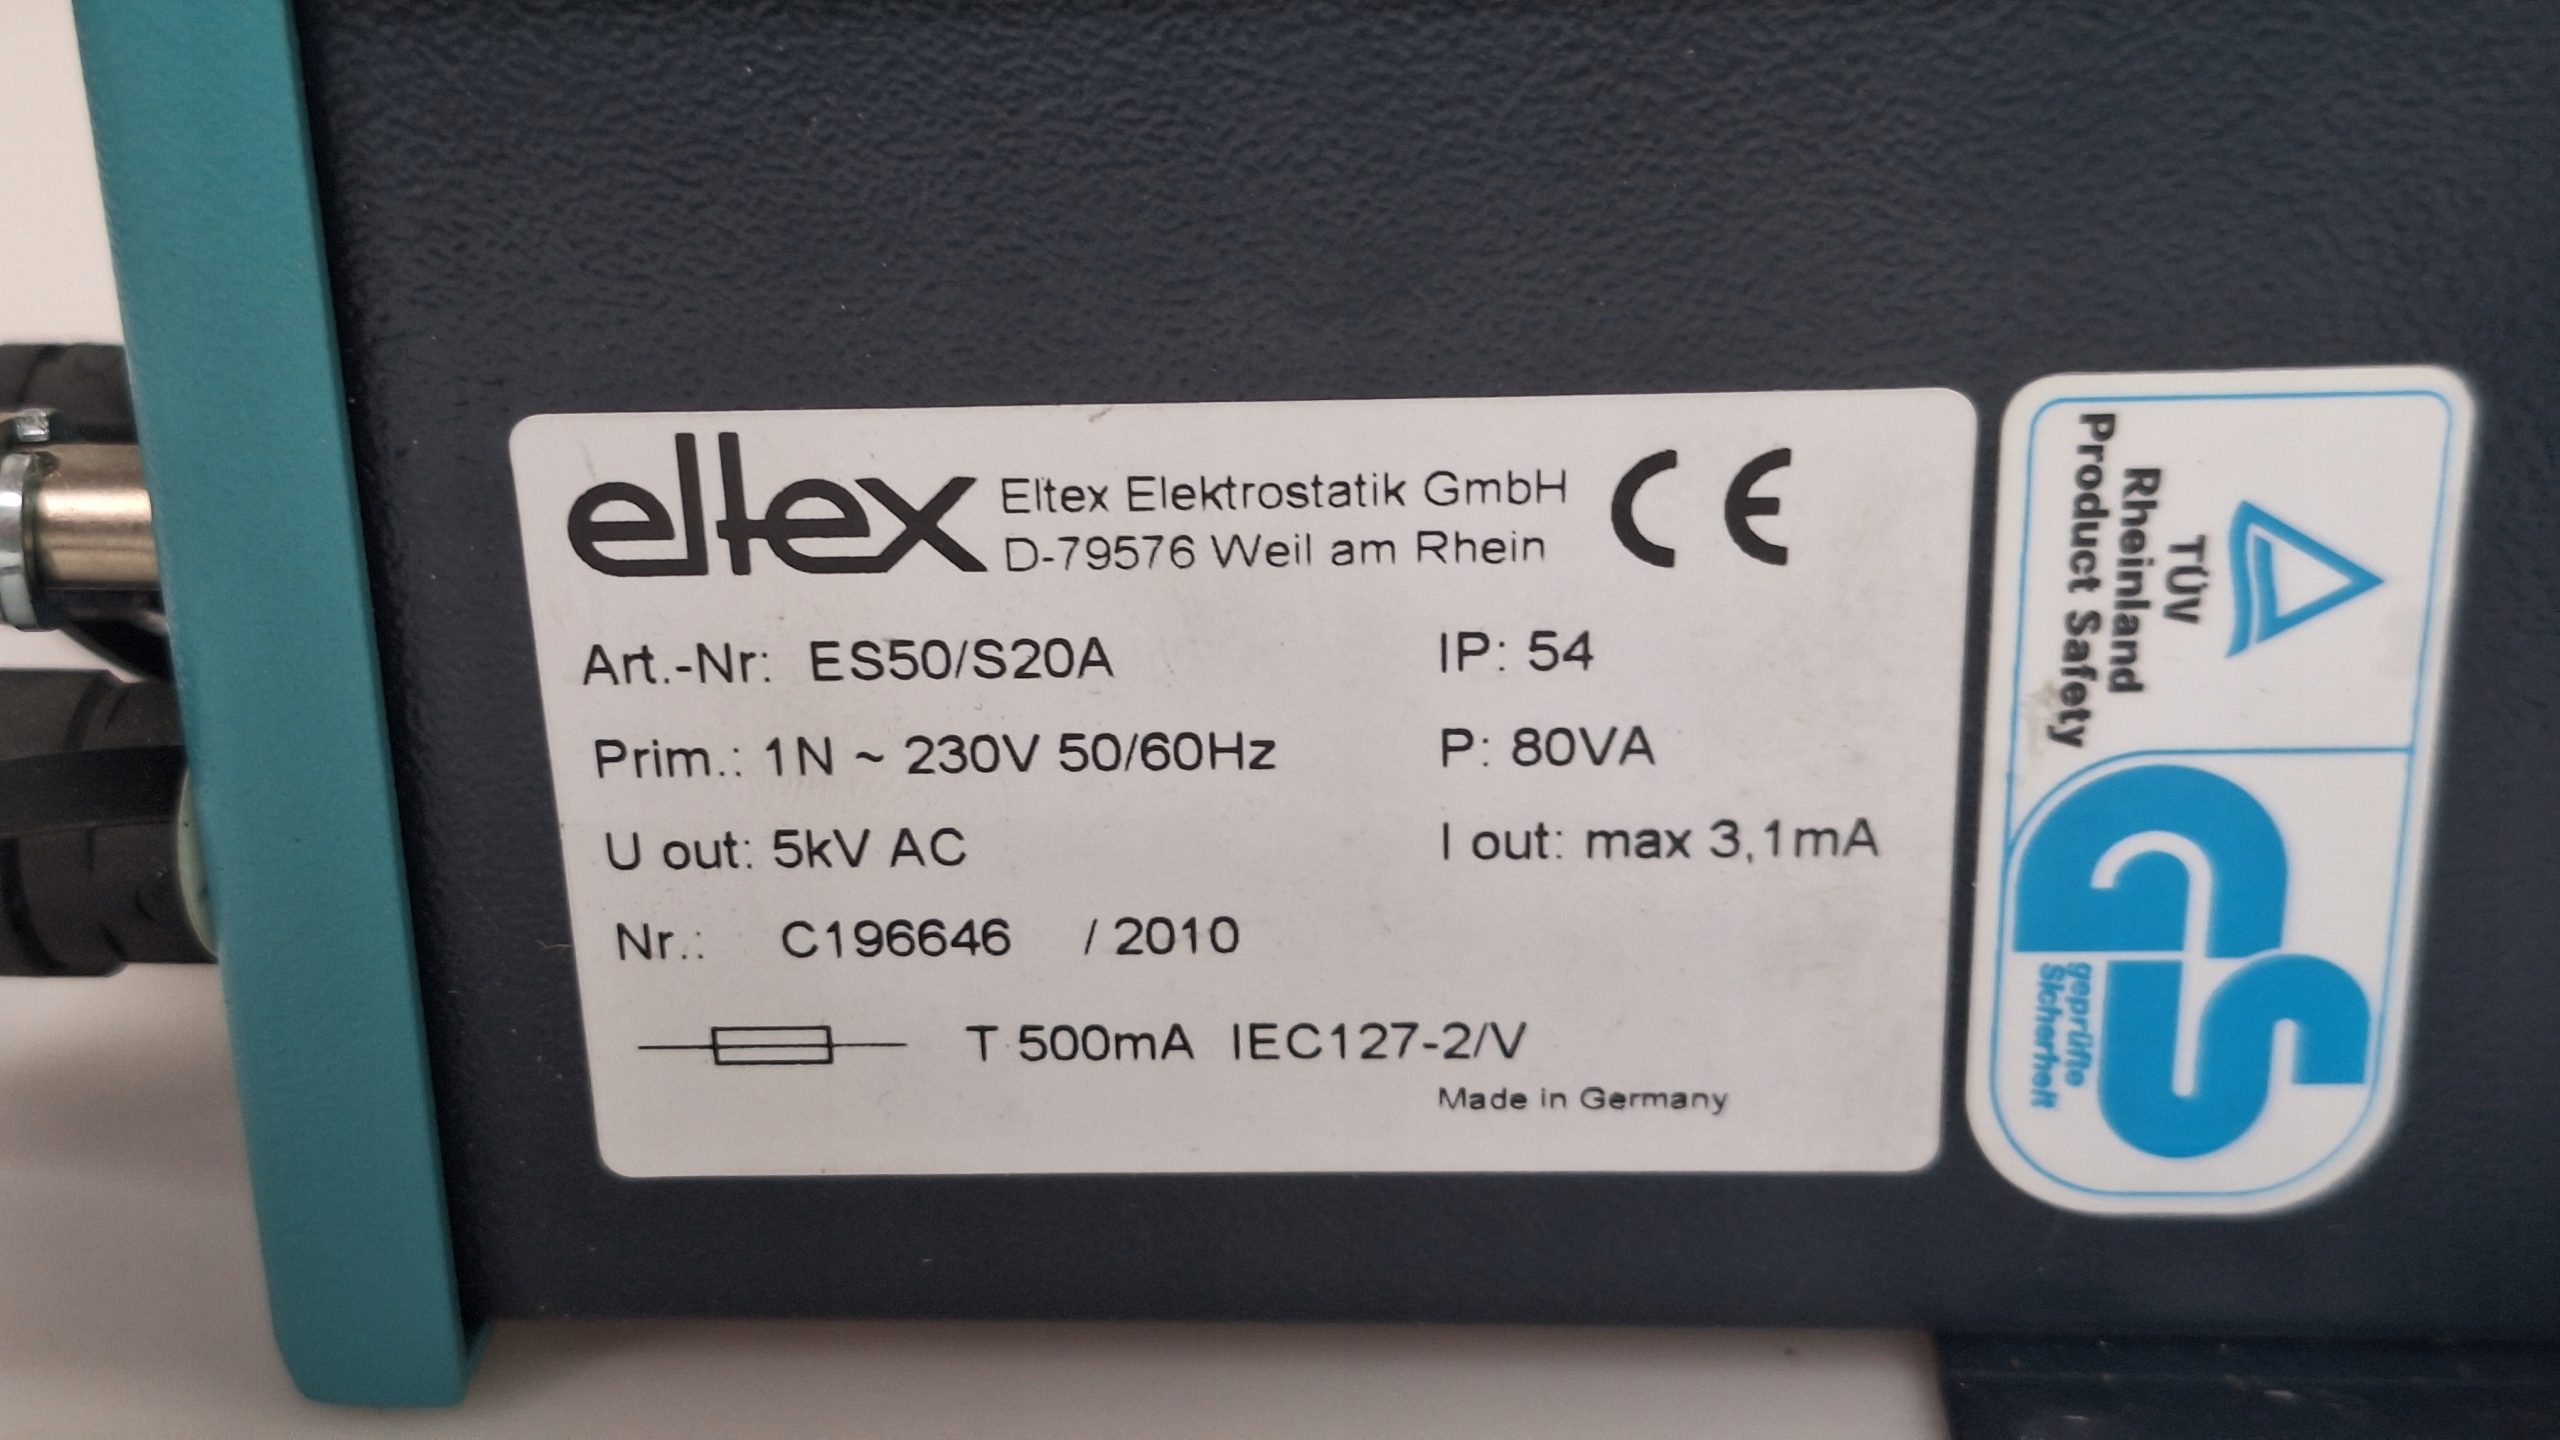 eltex
Eltex Elektrostatik GmbH
D-79576 Weil am Rhein
CE
Art.-Nr: ES50/S20A
IP: 54
Prim.: 1N ~ 230V 50/60Hz
P: 80VA
U out: 5kV AC
I out: max 3,1mA
Nr.: C196646 / 2010
T 500mA IEC127-2/V
Made in Germany
TÜV
Rheinland
Product Safety
GS
geprüfte
Sicherheit